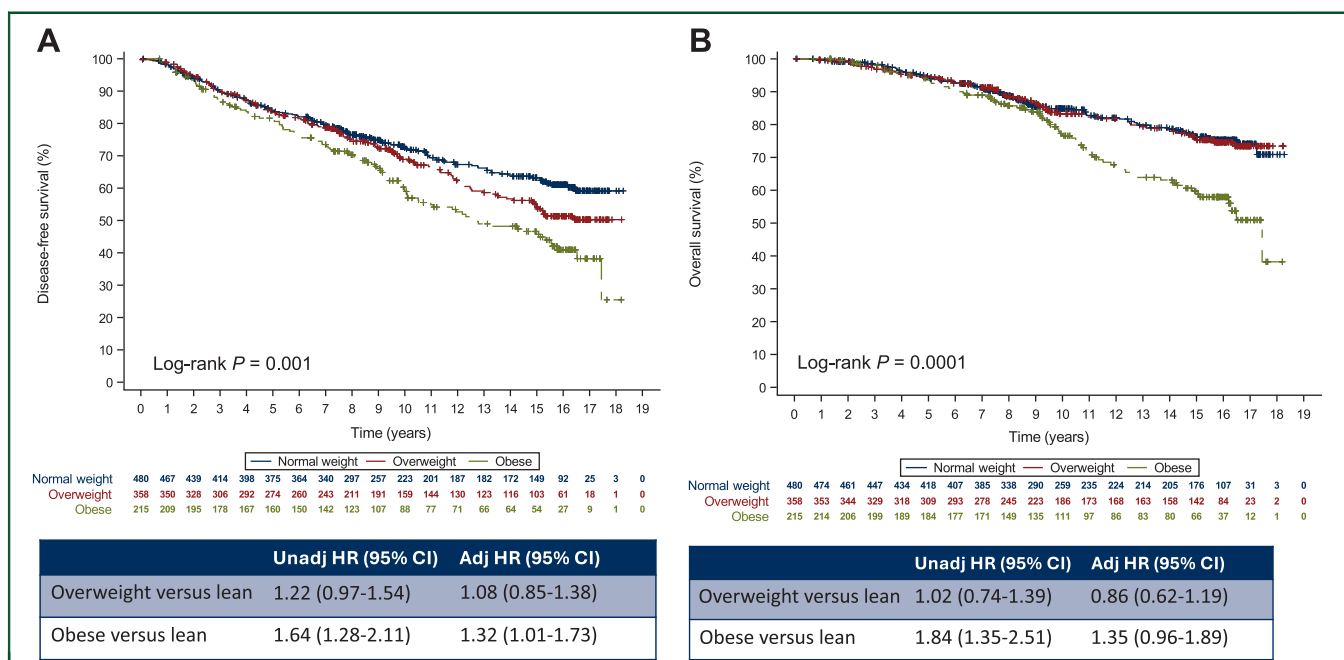 A
100
90
80
70
60
50
40
30
20
10
0
Disease-free survival (%)
Log-rank P = 0.001
0 1 2 3 4 5 6 7 8 9 10 11 12 13 14 15 16 17 18 19
Time (years)
Normal weight Overweight Obese
Normal weight 480 467 439 414 398 375 364 340 297 257 223 201 187 182 172 149 92 25 3 0
Overweight 358 350 328 306 292 274 260 243 211 191 159 144 130 123 116 103 61 18 1 0
Obese 215 209 195 178 167 160 150 142 123 107 88 77 71 66 64 54 27 9 1 0
Unadj HR (95% CI) Adj HR (95% CI)
Overweight versus lean 1.22 (0.97-1.54) 1.08 (0.85-1.38)
Obese versus lean 1.64 (1.28-2.11) 1.32 (1.01-1.73)
B
100
90
80
70
60
50
40
30
20
10
0
Overall survival (%)
Log-rank P = 0.0001
0 1 2 3 4 5 6 7 8 9 10 11 12 13 14 15 16 17 18 19
Time (years)
Normal weight Overweight Obese
Normal weight 480 474 461 447 434 418 407 385 338 290 259 235 224 214 205 176 107 31 3 0
Overweight 358 353 344 329 318 309 293 278 245 223 186 173 168 163 158 142 84 23 2 0
Obese 215 214 206 199 189 184 177 171 149 135 111 97 86 83 80 66 37 12 1 0
Unadj HR (95% CI) Adj HR (95% CI)
Overweight versus lean 1.02 (0.74-1.39) 0.86 (0.62-1.19)
Obese versus lean 1.84 (1.35-2.51) 1.35 (0.96-1.89)